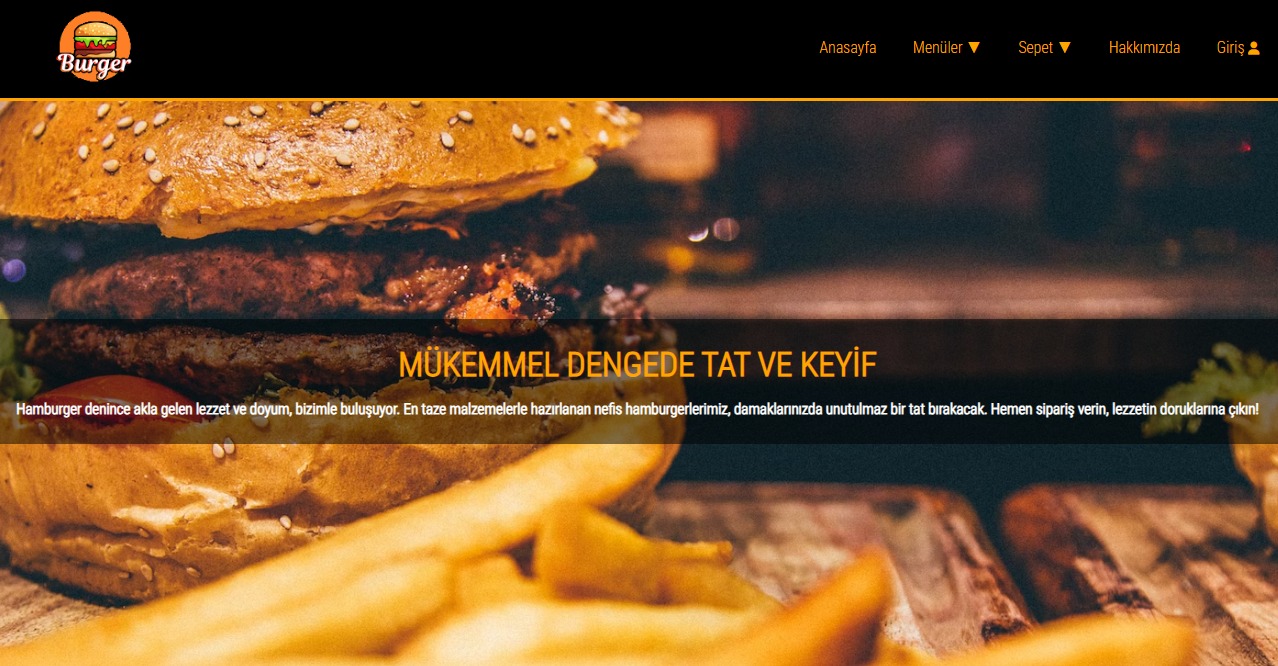 Burger
Anasayfa Menüler ▼ Sepet ▼ Hakkımızda Giriş
MÜKEMMEL DENGEDE TAT VE KEYİF
Hamburger denince akla gelen lezzet ve doyum, bizimle buluşuyor. En taze malzemelerle hazırlanan nefis hamburgerlerimiz, damaklarınızda unutulmaz bir tat bırakacak. Hemen sipariş verin, lezzetin doruklarına çıkın!